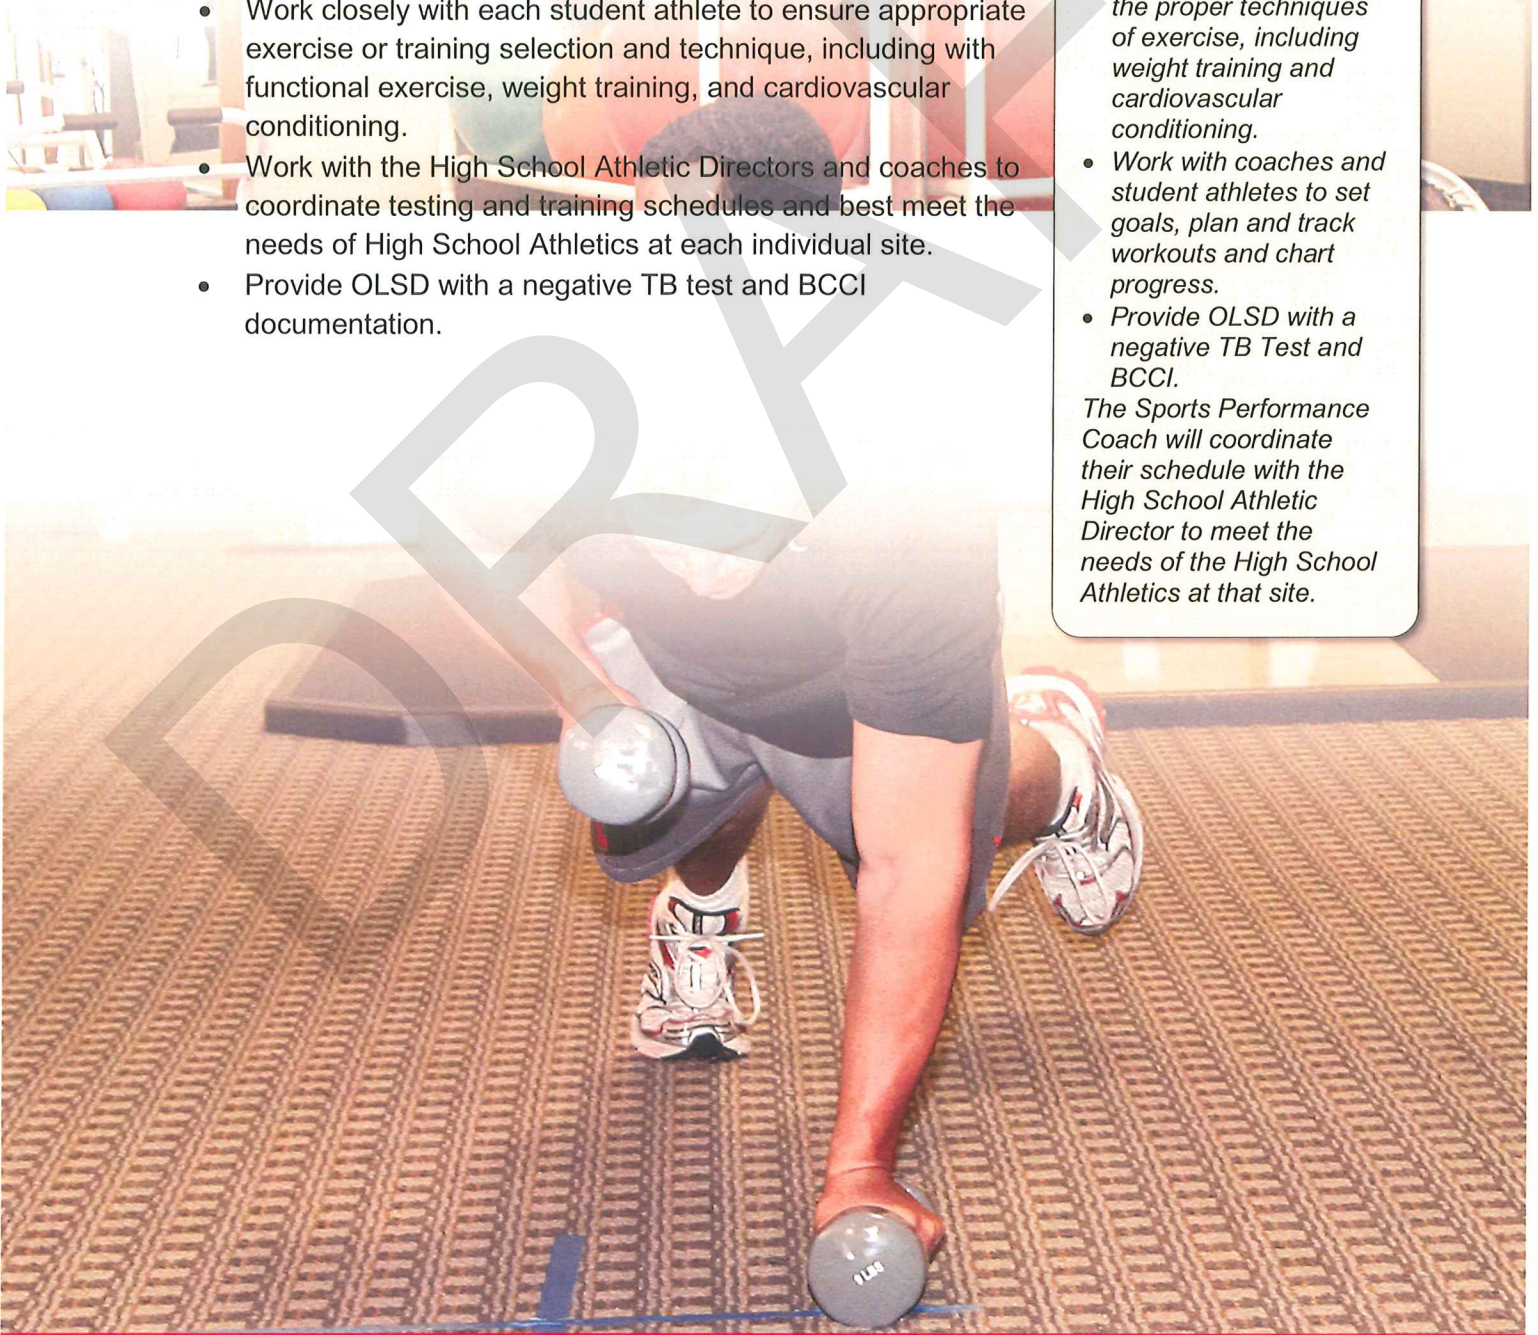 Work closely with each student athlete to ensure appropriate
exercise or training selection and technique, including with
functional exercise, weight training, and cardiovascular
conditioning.
Work with the High School Athletic Directors and coaches to
coordinate testing and training schedules and best meet the
needs of High School Athletics at each individual site.
Provide OLSD with a negative TB test and BCCI
documentation.
the proper techniques
of exercise, including
weight training and
cardiovascular
conditioning.
Work with coaches and
student athletes to set
goals, plan and track
workouts and chart
progress.
Provide OLSD with a
negative TB Test and
BCCI.
The Sports Performance
Coach will coordinate
their schedule with the
High School Athletic
Director to meet the
needs of the High School
Athletics at that site.
DRAF